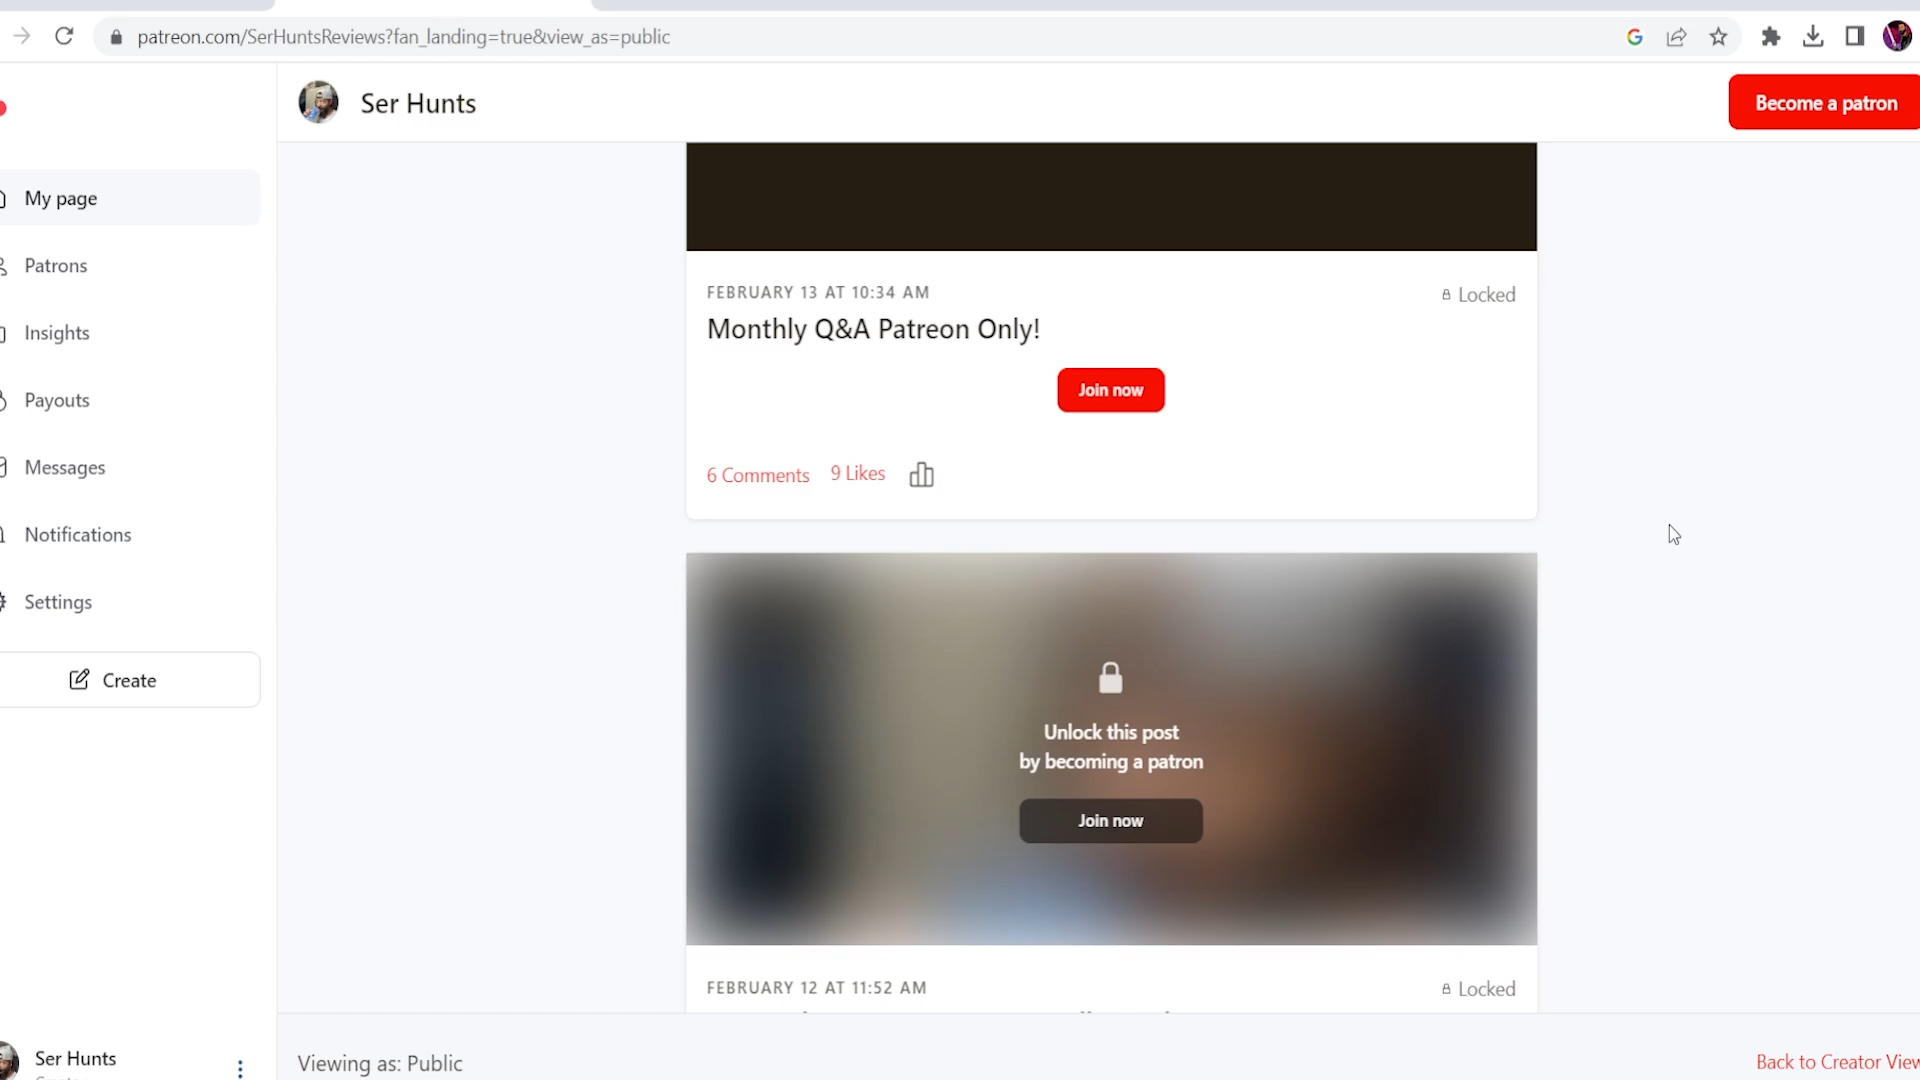 patreon.com/SerHuntsReviews?fan_landing=true&view_as=public
Ser Hunts
Become a patron
My page
Patrons
Insights
Payouts
Messages
Notifications
Settings
Create
FEBRUARY 13 AT 10:34 AM
Locked
Monthly Q&A Patreon Only!
Join now
6 Comments
9 Likes
Unlock this post
by becoming a patron
Join now
FEBRUARY 12 AT 11:52 AM
Locked
Ser Hunts
Viewing as: Public
Back to Creator View